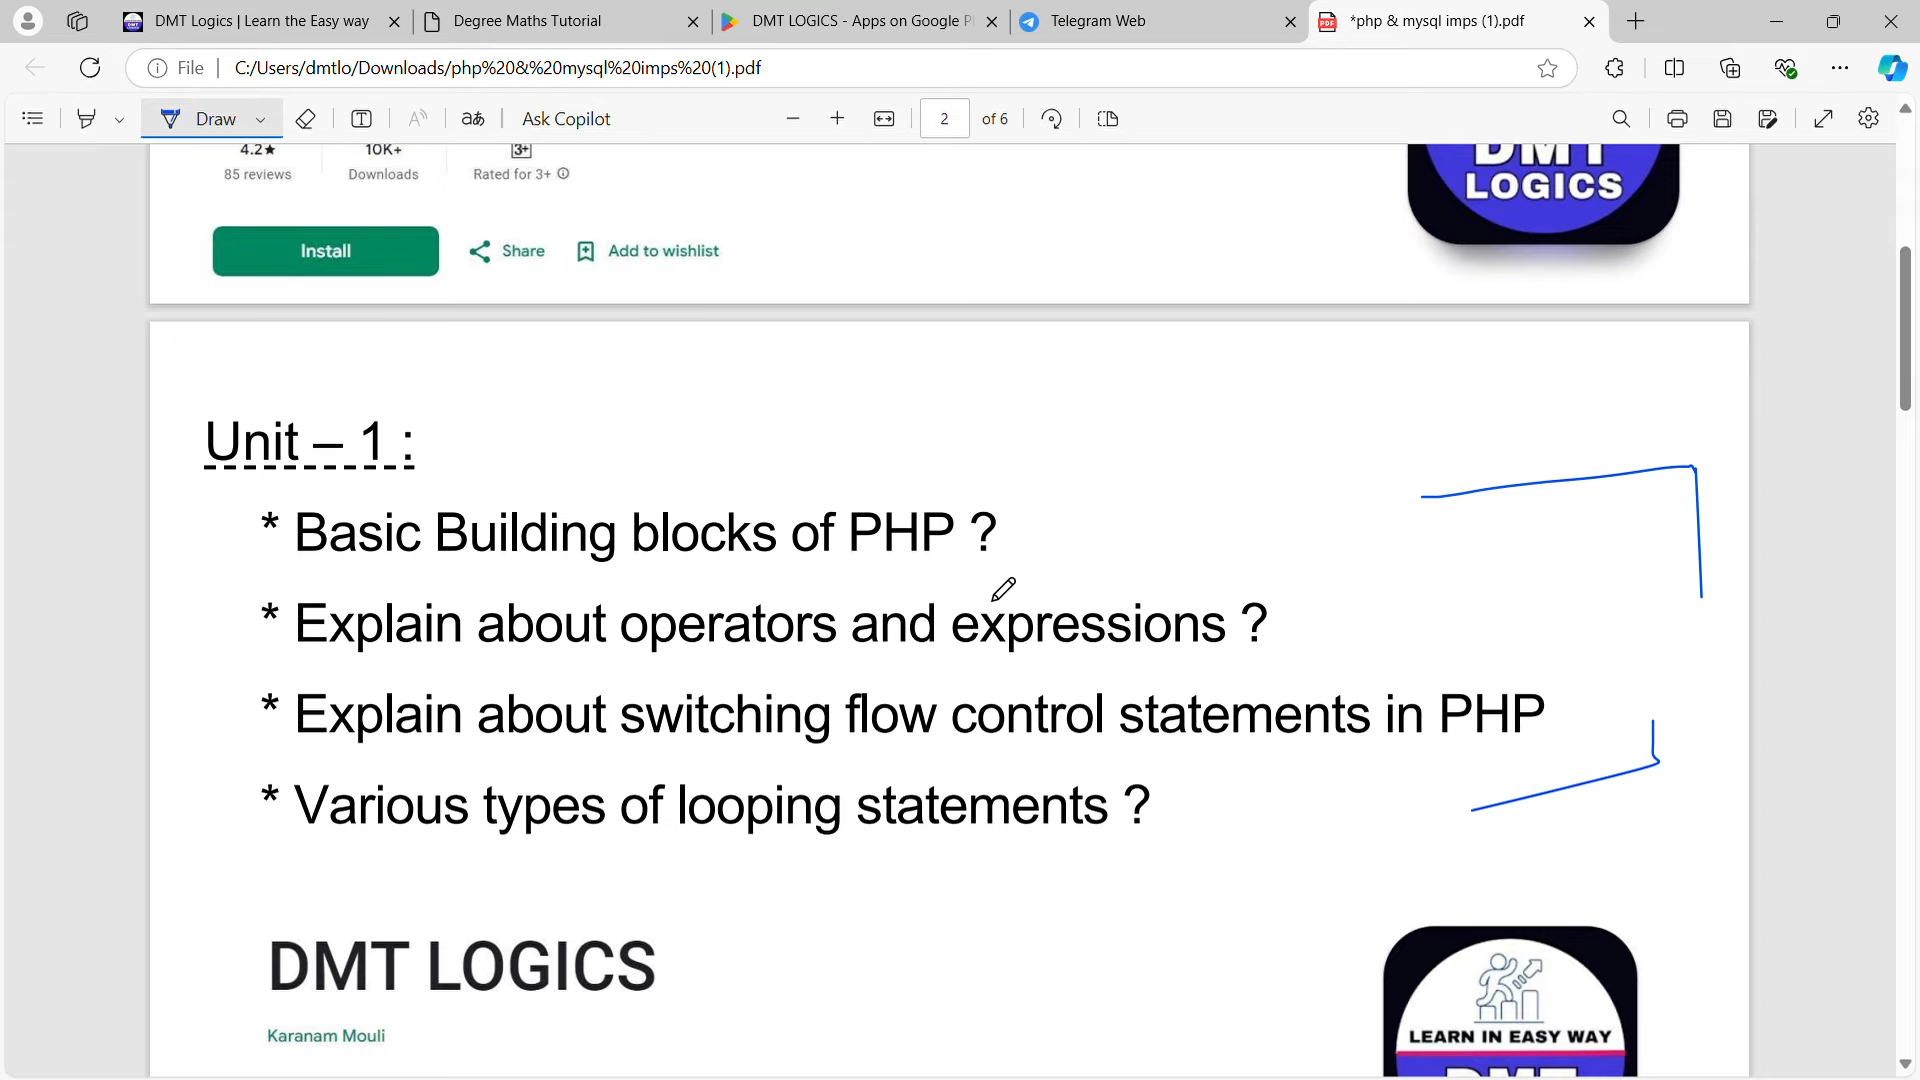 DMT Logics | Learn the Easy way
Degree Maths Tutorial
DMT LOGICS - Apps on Google Pl
Telegram Web
*php & mysql imps (1).pdf
File
C:/Users/dmtlo/Downloads/php%20&%20mysql%20imps%20(1).pdf
Draw
Ask Copilot
2 of 6
4.2★ 10K+ 3+
85 reviews Downloads Rated for 3+
Install Share Add to wishlist
LOGICS
Unit – 1 :
* Basic Building blocks of PHP ?
* Explain about operators and expressions ?
* Explain about switching flow control statements in PHP
* Various types of looping statements ?
DMT LOGICS
Karanam Mouli
LEARN IN EASY WAY